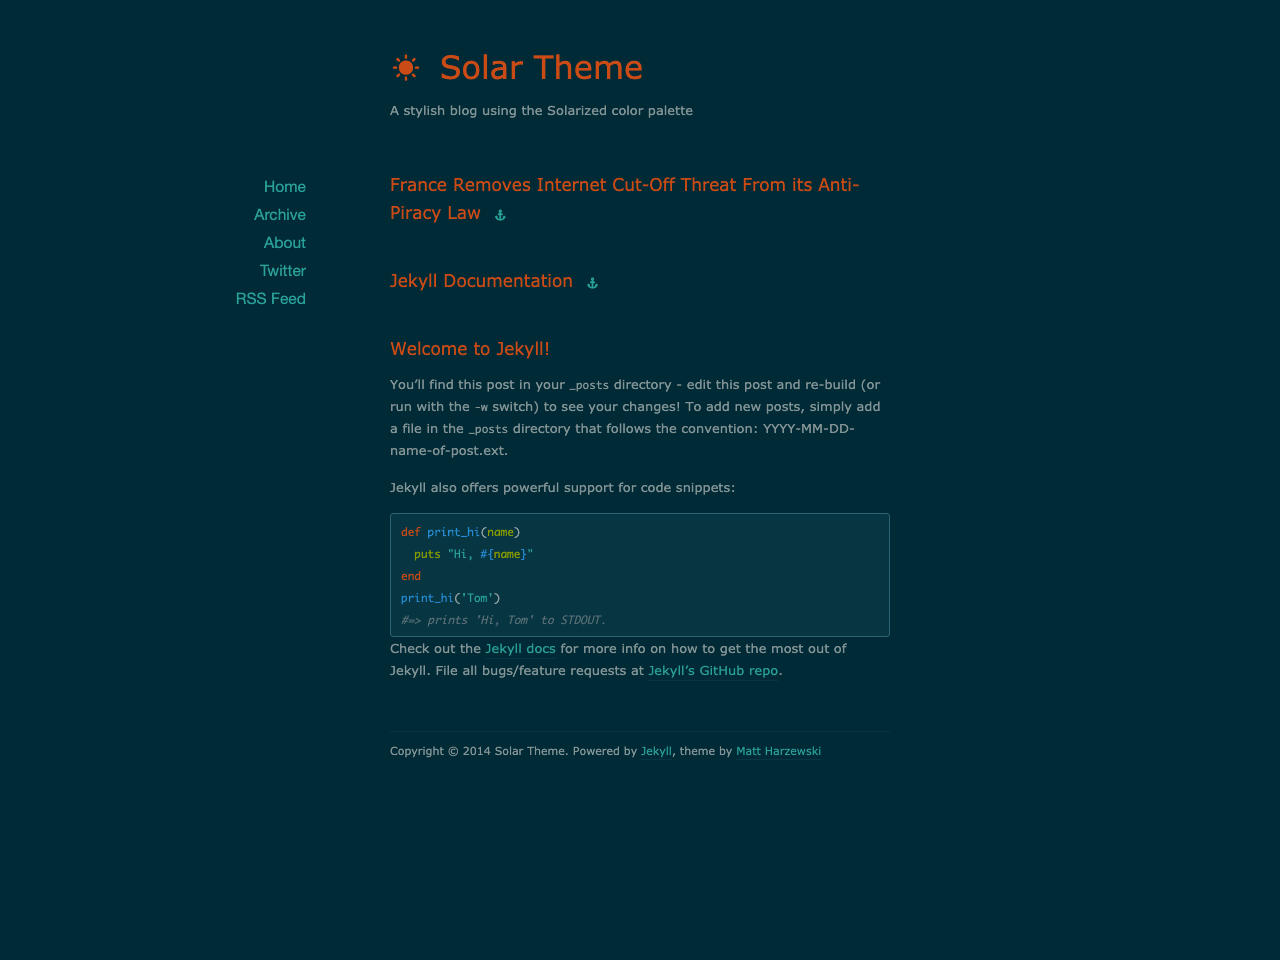 Solar Theme
A stylish blog using the Solarized color palette
Home
Archive
About
Twitter
RSS Feed
France Removes Internet Cut-Off Threat From its Anti-
Piracy Law
Jekyll Documentation
Welcome to Jekyll!
You’ll find this post in your _posts directory - edit this post and re-build (or
run with the -w switch) to see your changes! To add new posts, simply add
a file in the _posts directory that follows the convention: YYYY-MM-DD-
name-of-post.ext.
Jekyll also offers powerful support for code snippets:
def print_hi(name)
  puts "Hi, #{name}"
end
print_hi('Tom')
#=> prints 'Hi, Tom' to STDOUT.
Check out the Jekyll docs for more info on how to get the most out of
Jekyll. File all bugs/feature requests at Jekyll’s GitHub repo.
Copyright © 2014 Solar Theme. Powered by Jekyll, theme by Matt Harzewski